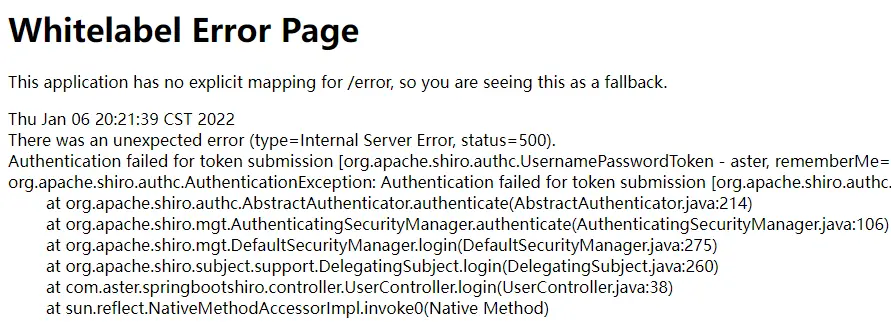 Whitelabel Error Page
This application has no explicit mapping for /error, so you are seeing this as a fallback.
Thu Jan 06 20:21:39 CST 2022
There was an unexpected error (type=Internal Server Error, status=500).
Authentication failed for token submission [org.apache.shiro.authc.UsernamePasswordToken - aster, rememberMe=
org.apache.shiro.authc.AuthenticationException: Authentication failed for token submission [org.apache.shiro.authc.
at org.apache.shiro.authc.AbstractAuthenticator.authenticate(AbstractAuthenticator.java:214)
at org.apache.shiro.mgt.AuthenticatingSecurityManager.authenticate(AuthenticatingSecurityManager.java:106)
at org.apache.shiro.mgt.DefaultSecurityManager.login(DefaultSecurityManager.java:275)
at org.apache.shiro.subject.support.DelegatingSubject.login(DelegatingSubject.java:260)
at com.aster.springbootshiro.controller.UserController.login(UserController.java:38)
at sun.reflect.NativeMethodAccessorImpl.invoke0(Native Method)